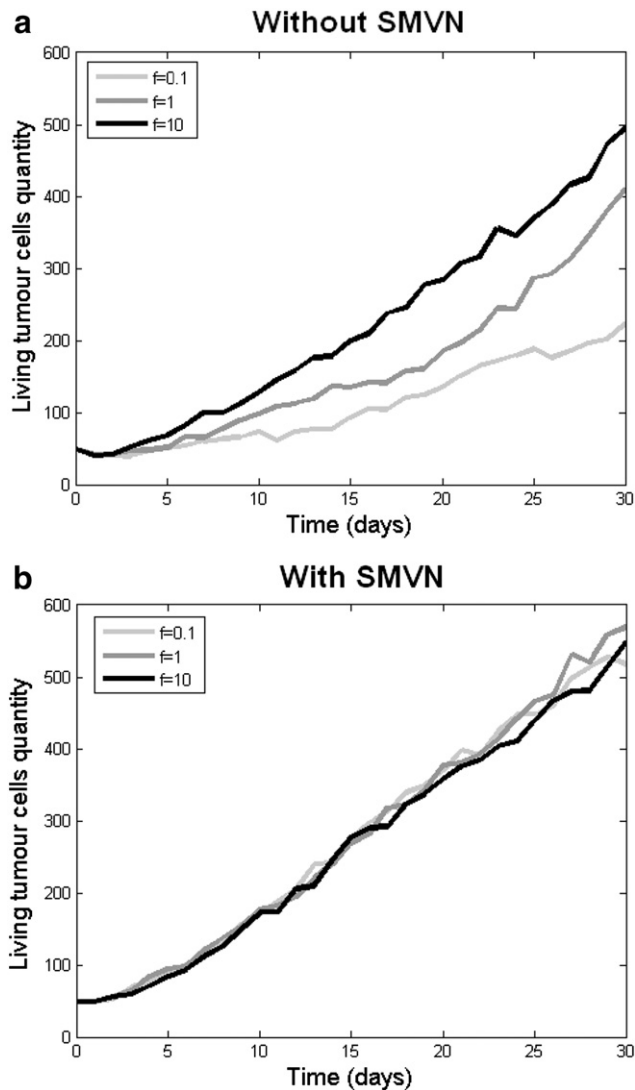 a
Without SMVN
600
500
400
300
200
100
0
f=0.1
f=1
f=10
Living tumour cells quantity
0 5 10 15 20 25 30
Time (days)
b
With SMVN
600
500
400
300
200
100
0
f=0.1
f=1
f=10
Living tumour cells quantity
0 5 10 15 20 25 30
Time (days)